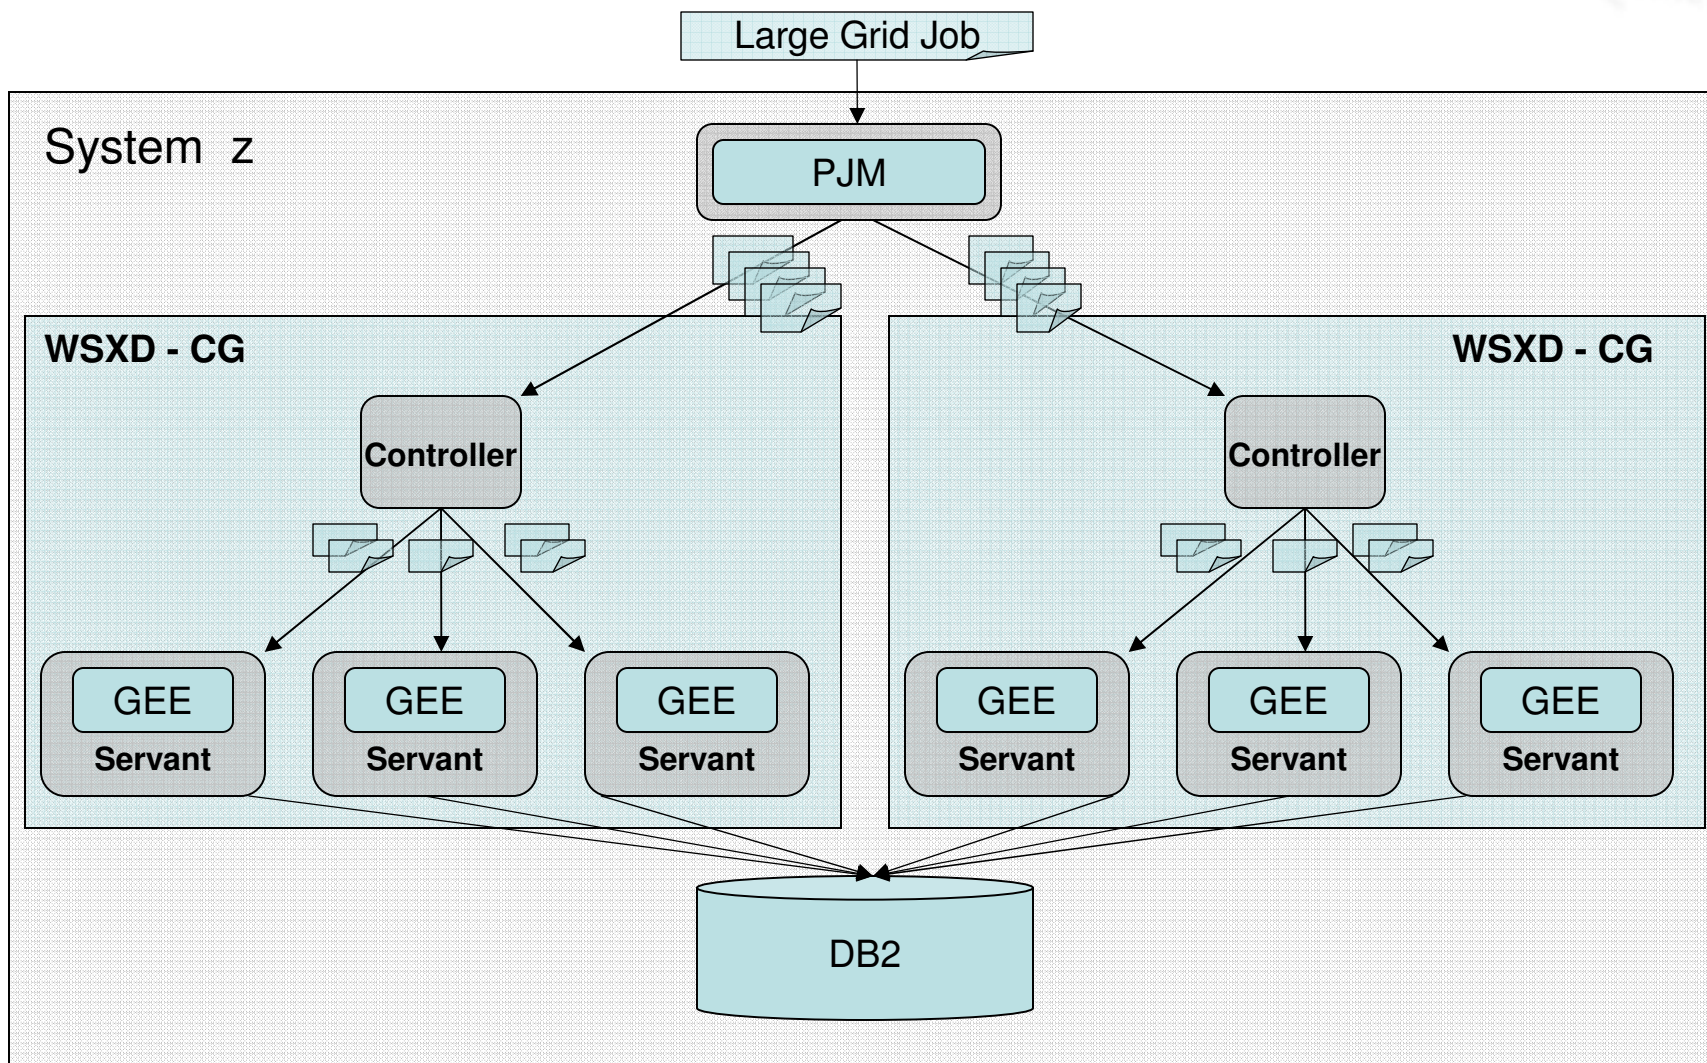 Large Grid Job
System z
PJM
WSXD - CG
WSXD - CG
Controller
Controller
GEE
Servant
GEE
Servant
GEE
Servant
GEE
Servant
GEE
Servant
GEE
Servant
DB2